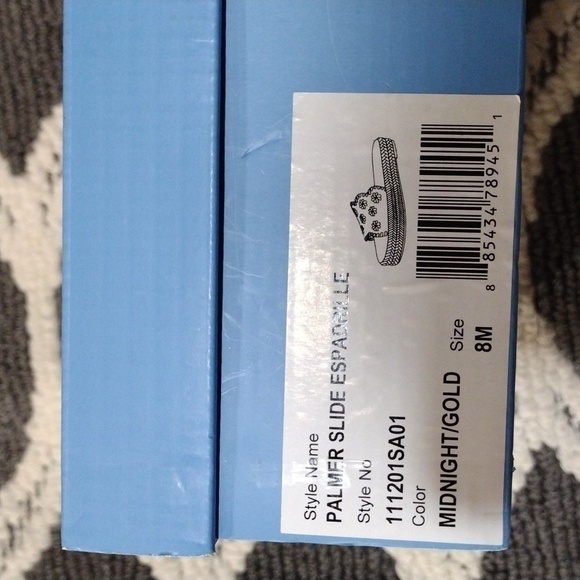 Style Name
PALMER SLIDE ESPADRILLE
Style No
111201SA01
Color
MIDNIGHT/GOLD
Size
8M
8 85434 78945 1